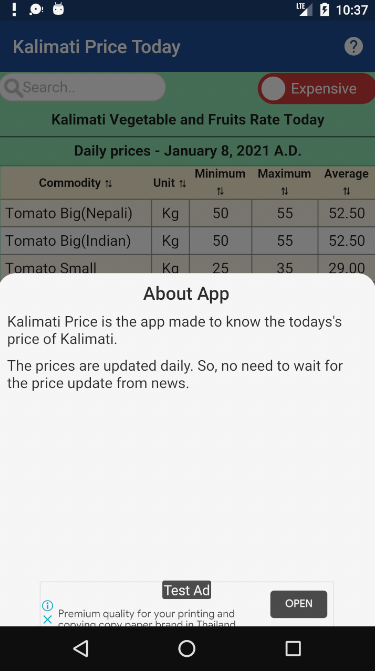 LTE 10:37
Kalimati Price Today ?
Search.. Expensive
Kalimati Vegetable and Fruits Rate Today
Daily prices - January 8, 2021 A.D.
Commodity ⇅ Unit ⇅ Minimum ⇅ Maximum ⇅ Average ⇅
Tomato Big(Nepali) Kg 50 55 52.50
Tomato Big(Indian) Kg 50 55 52.50
Tomato Small Kg 25 35 29.00
About App
Kalimati Price is the app made to know the todays's
price of Kalimati.
The prices are updated daily. So, no need to wait for
the price update from news.
Test Ad
Premium quality for your printing and
copying copy paper brand in Thailand
OPEN